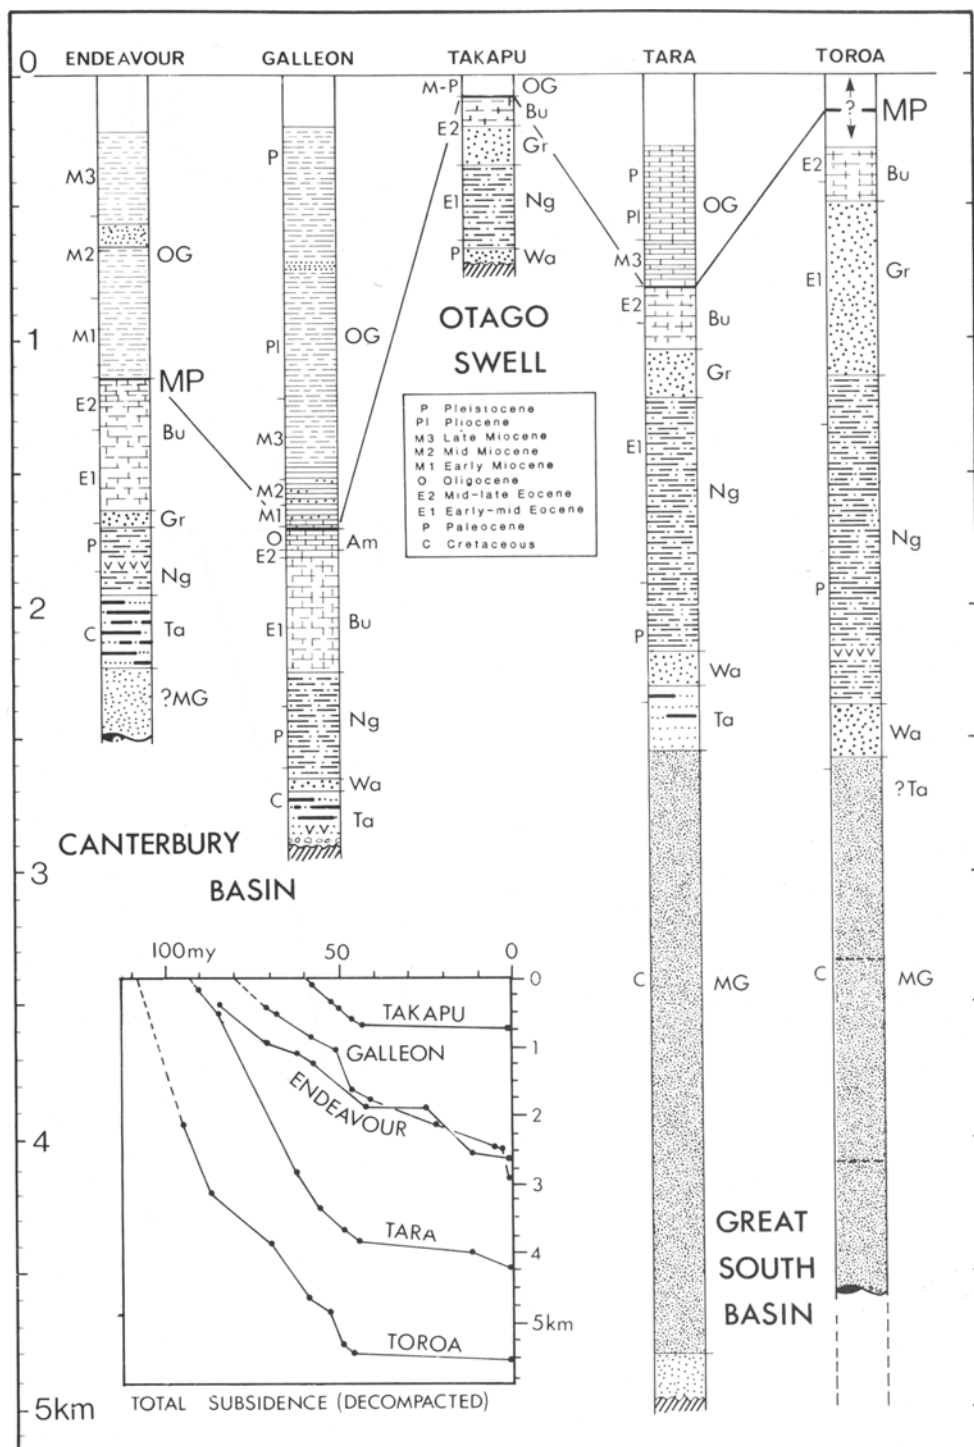 ENDEAVOUR GALLEON TAKAPU TARA TOROA
0
M3
M2
M1
OG
MP
E2
E1
Bu
Gr
P
Ng
C
Ta
?MG
P
Pl
OG
M3
M2
M1
O
E2
Am
E1
Bu
Ng
P
Wa
C
Ta
M-P
OG
Bu
E2
Gr
E1
Ng
P
Wa
OTAGO
SWELL
P Pleistocene
Pl Pliocene
M3 Late Miocene
M2 Mid Miocene
M1 Early Miocene
O Oligocene
E2 Mid-late Eocene
E1 Early-mid Eocene
P Paleocene
C Cretaceous
P
Pl
OG
M3
E2
Bu
Gr
E1
Ng
P
Wa
Ta
C
MG
?
MP
E2
Bu
E1
Gr
Ng
P
Wa
?Ta
C
MG
1
2
3
4
5km
CANTERBURY
BASIN
GREAT
SOUTH
BASIN
100my 50 0
0
1
2
3
4
5km
TAKAPU
GALLEON
ENDEAVOUR
TARA
TOROA
TOTAL SUBSIDENCE (DECOMPACTED)